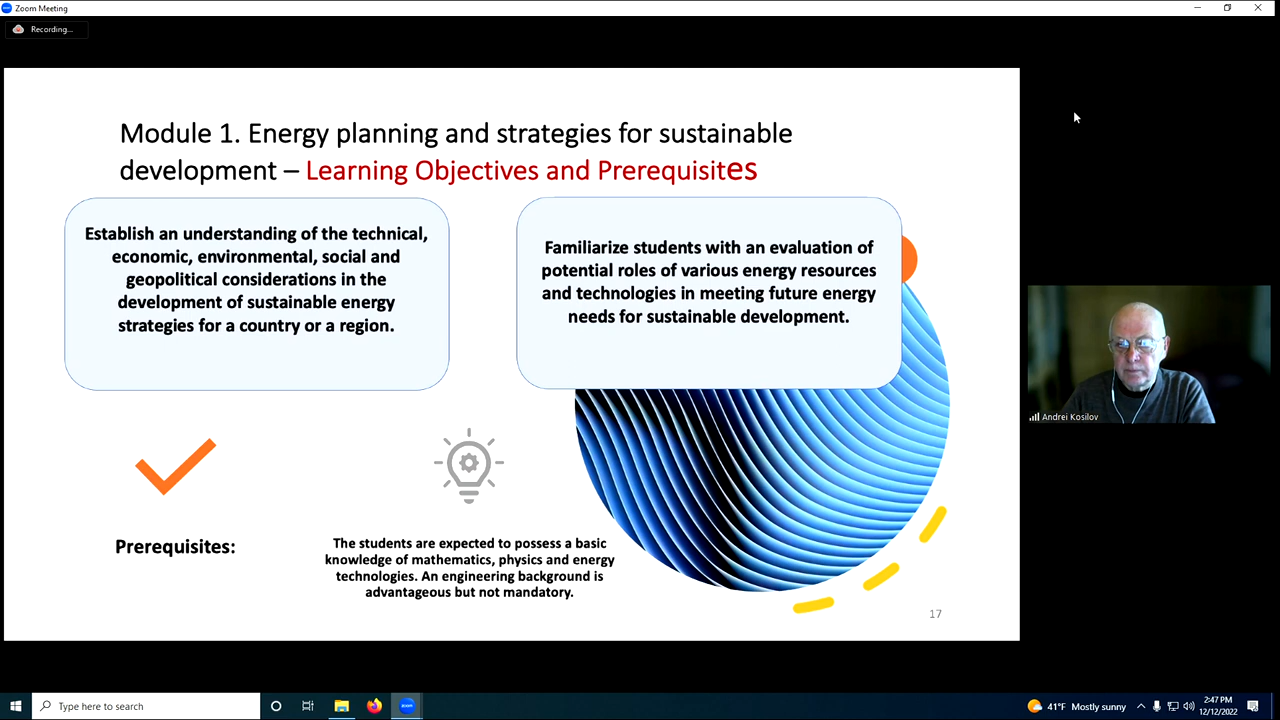 Zoom Meeting
Recording...
Module 1. Energy planning and strategies for sustainable
development – Learning Objectives and Prerequisites
Establish an understanding of the technical,
economic, environmental, social and
geopolitical considerations in the
development of sustainable energy
strategies for a country or a region.
Familiarize students with an evaluation of
potential roles of various energy resources
and technologies in meeting future energy
needs for sustainable development.
Andrei Kosilov
Prerequisites:
The students are expected to possess a basic
knowledge of mathematics, physics and energy
technologies. An engineering background is
advantageous but not mandatory.
17
Type here to search
zoom
41°F Mostly sunny
2:47 PM
12/12/2022